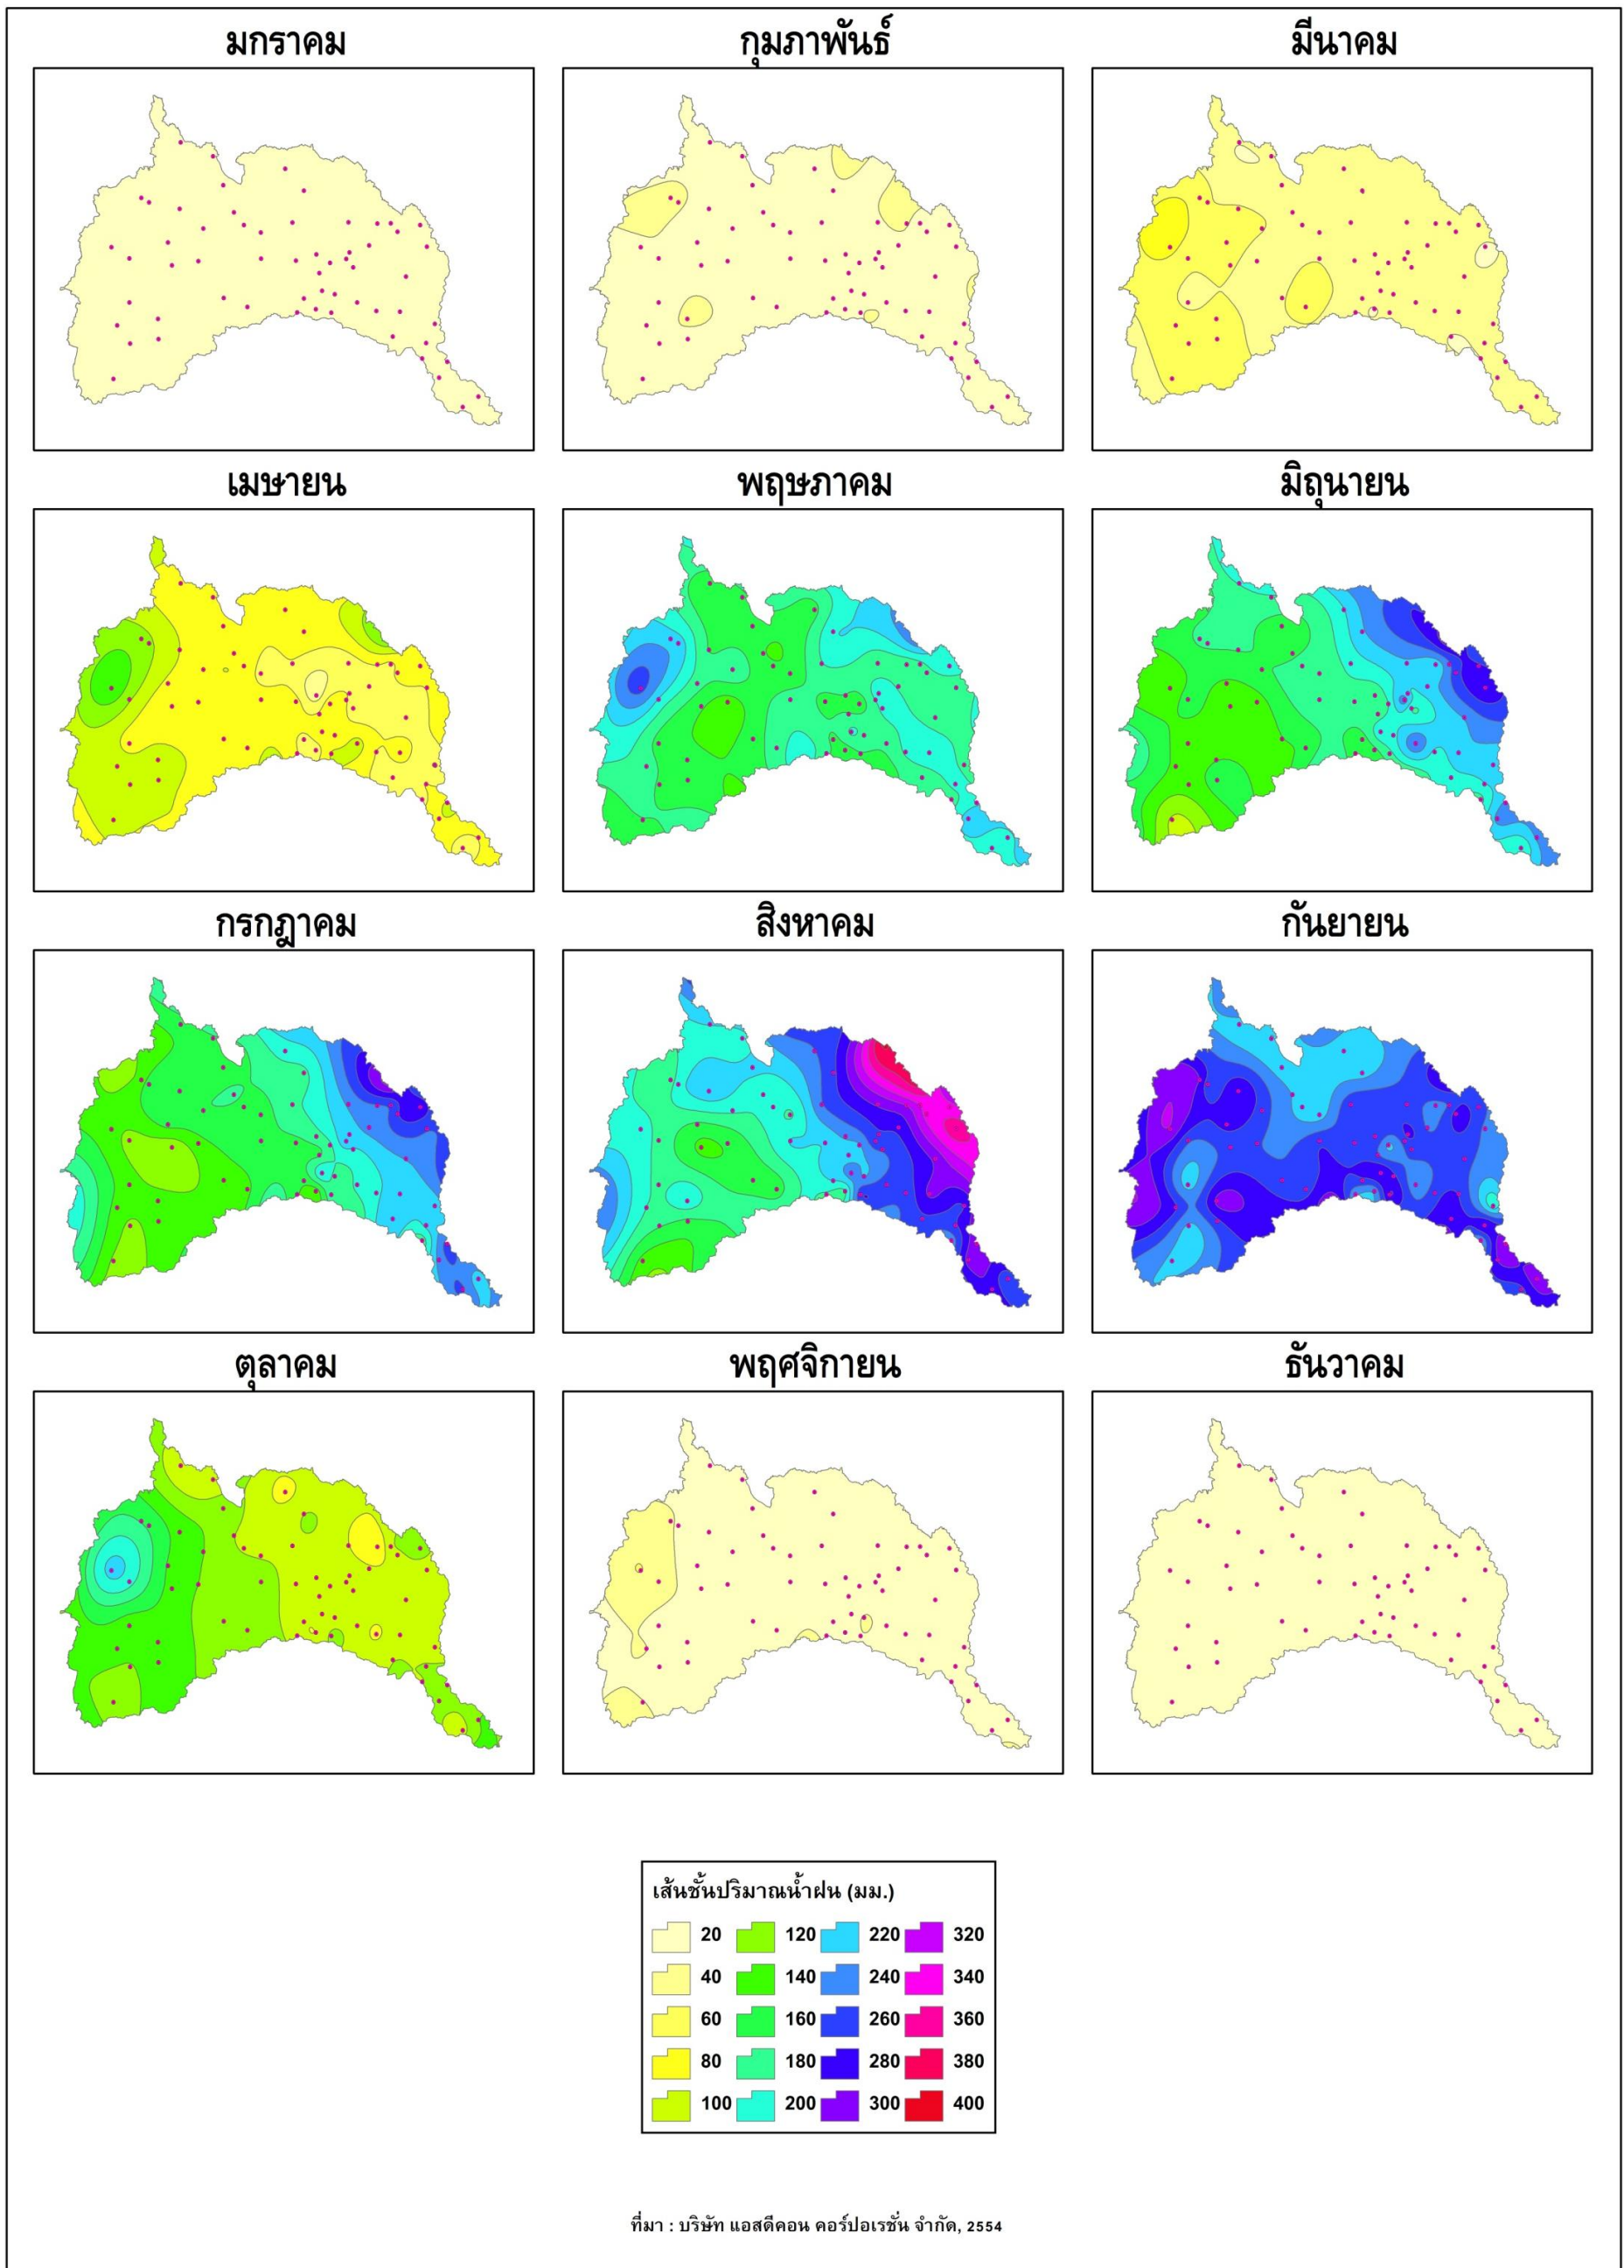 มกราคม
กุมภาพันธ์
มีนาคม
เมษายน
พฤษภาคม
มิถุนายน
กรกฎาคม
สิงหาคม
กันยายน
ตุลาคม
พฤศจิกายน
ธันวาคม
เส้นชั้นปริมาณน้ำฝน (มม.)
20 120 220 320
40 140 240 340
60 160 260 360
80 180 280 380
100 200 300 400
ที่มา : บริษัท แอสดีคอน คอร์ปอเรชั่น จำกัด, 2554